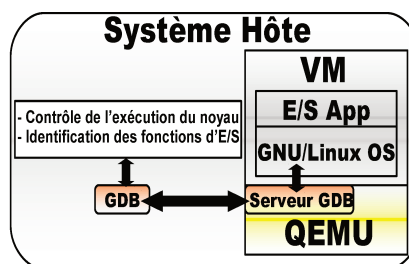 Système Hôte
VM
E/S App
GNU/Linux OS
- Contrôle de l'exécution du noyau
- Identification des fonctions d'E/S
GDB
Serveur GDB
QEMU